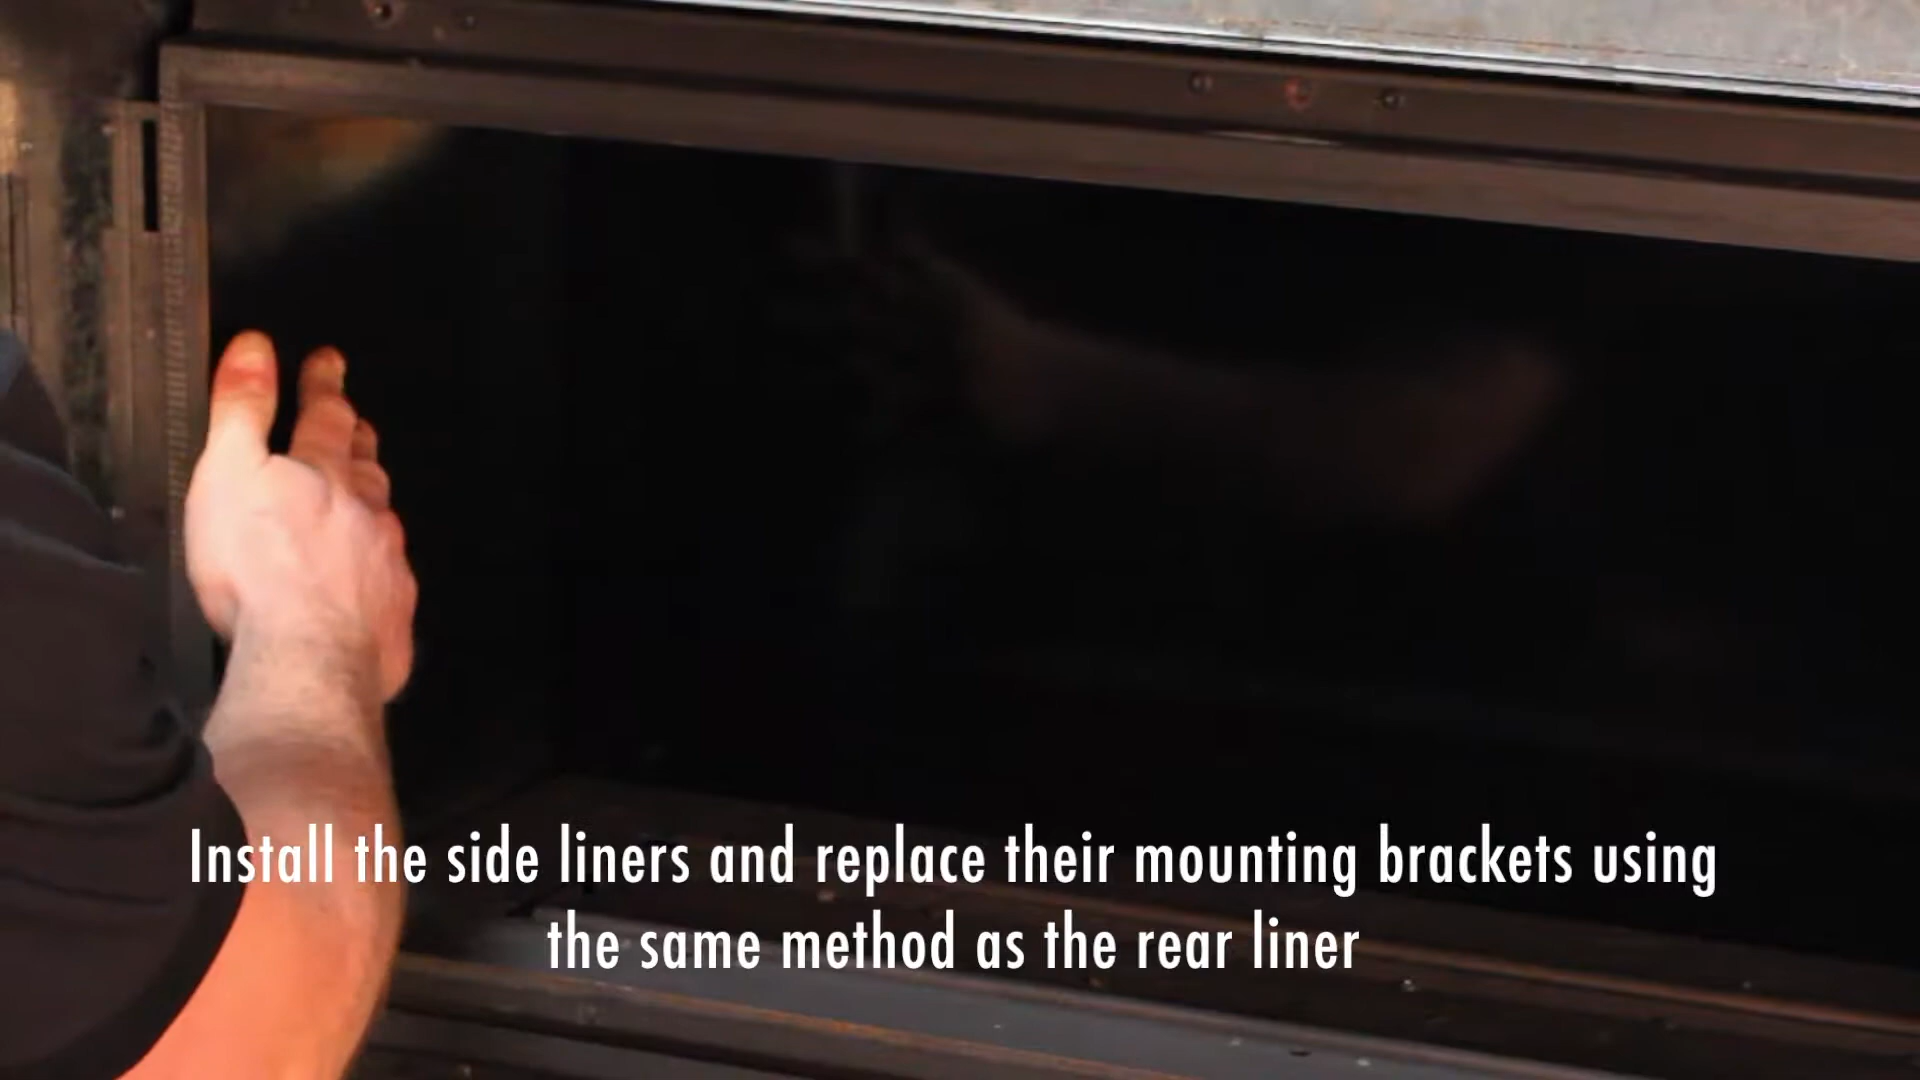 Install the side liners and replace their mounting brackets using
the same method as the rear liner